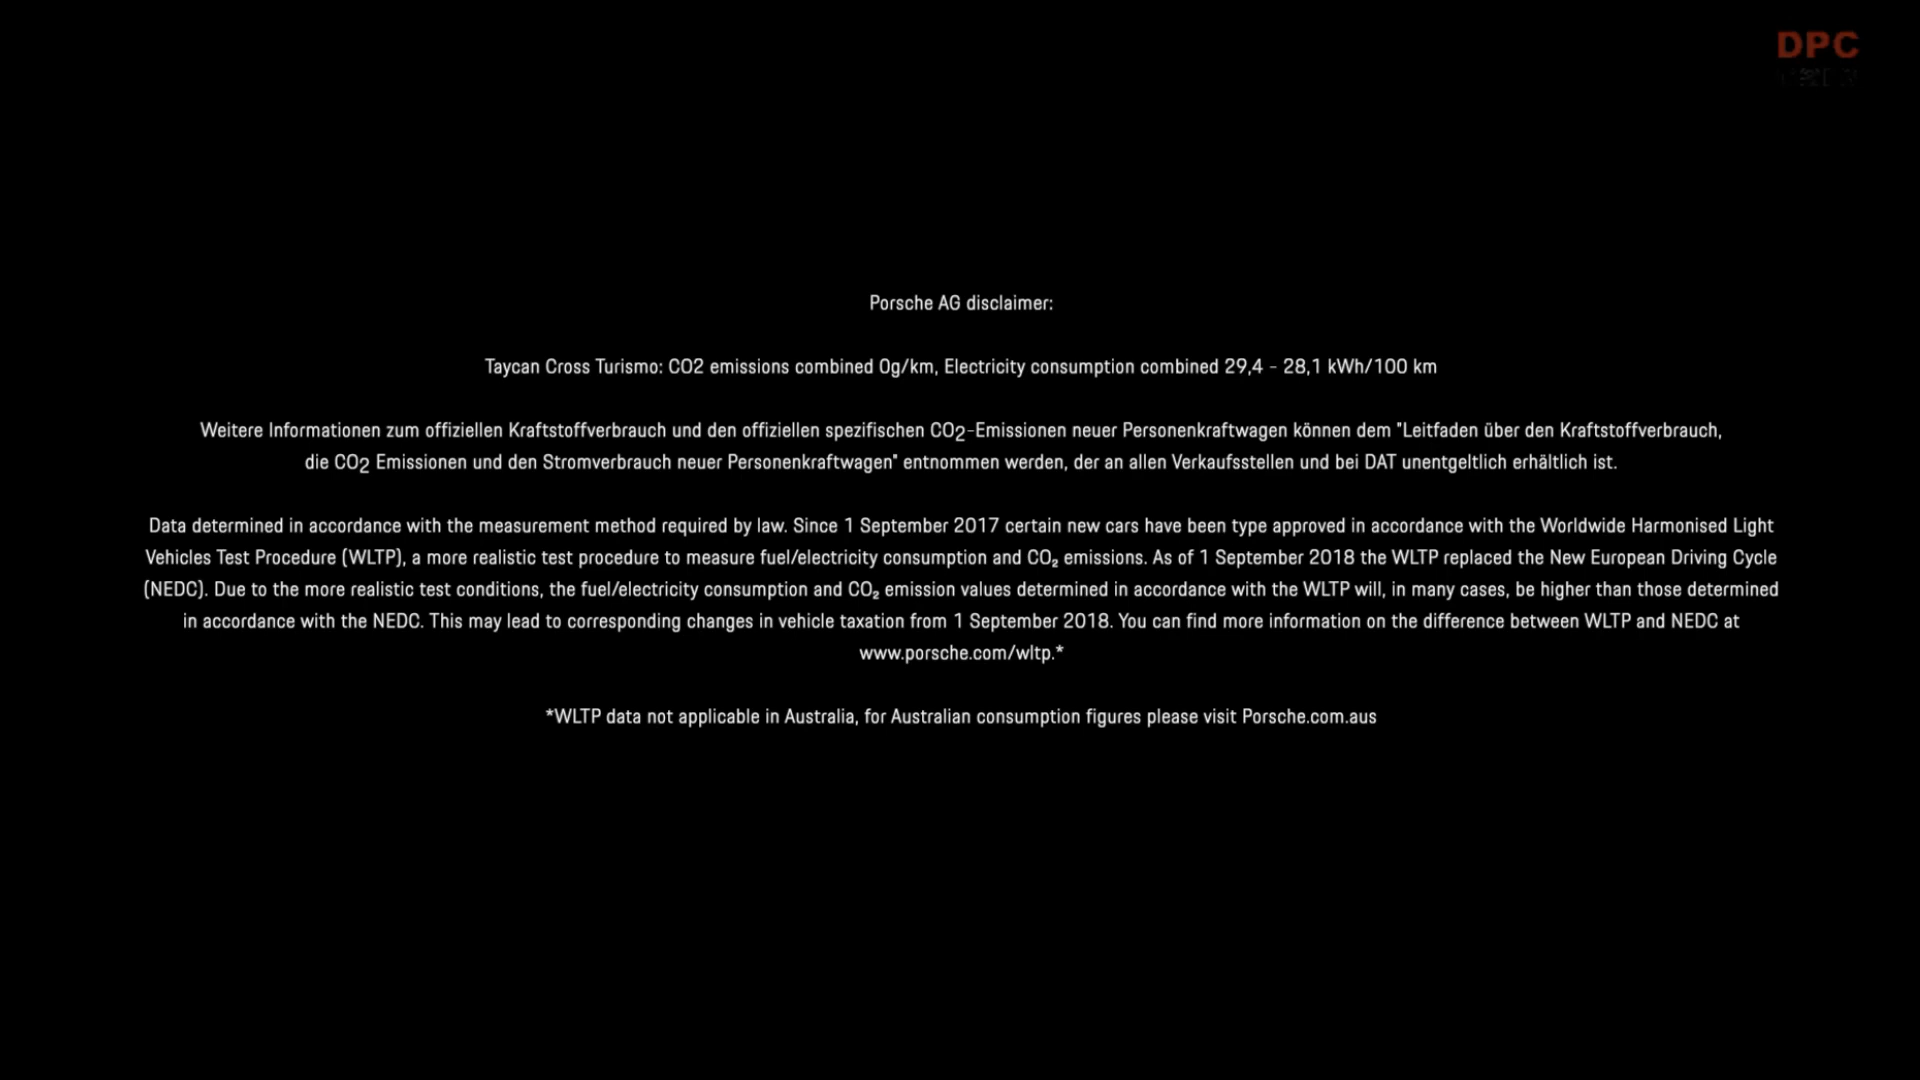 DPC
Porsche AG disclaimer:
Taycan Cross Turismo: CO2 emissions combined 0g/km, Electricity consumption combined 29,4 - 28,1 kWh/100 km
Weitere Informationen zum offiziellen Kraftstoffverbrauch und den offiziellen spezifischen CO2-Emissionen neuer Personenkraftwagen können dem "Leitfaden über den Kraftstoffverbrauch,
die CO2 Emissionen und den Stromverbrauch neuer Personenkraftwagen" entnommen werden, der an allen Verkaufsstellen und bei DAT unentgeltlich erhältlich ist.
Data determined in accordance with the measurement method required by law. Since 1 September 2017 certain new cars have been type approved in accordance with the Worldwide Harmonised Light
Vehicles Test Procedure (WLTP), a more realistic test procedure to measure fuel/electricity consumption and CO₂ emissions. As of 1 September 2018 the WLTP replaced the New European Driving Cycle
(NEDC). Due to the more realistic test conditions, the fuel/electricity consumption and CO₂ emission values determined in accordance with the WLTP will, in many cases, be higher than those determined
in accordance with the NEDC. This may lead to corresponding changes in vehicle taxation from 1 September 2018. You can find more information on the difference between WLTP and NEDC at
www.porsche.com/wltp.*
*WLTP data not applicable in Australia, for Australian consumption figures please visit Porsche.com.aus